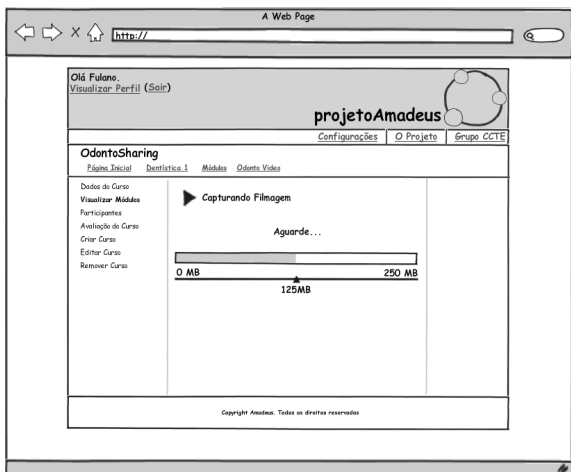 A Web Page
http://
Olá Fulano.
Visualizar Perfil (Sair)
projetoAmadeus
Configurações O Projeto Grupo CCTE
OdontoSharing
Página Inicial Dentística 1 Módulos Odonto Video
Dados do Curso
Visualizar Módulos
Participantes
Avaliação do Curso
Criar Curso
Editar Curso
Remover Curso
Capturando Filmagem
Aguarde...
0 MB 250 MB
125MB
Copyright Amadeus. Todos os direitos reservados